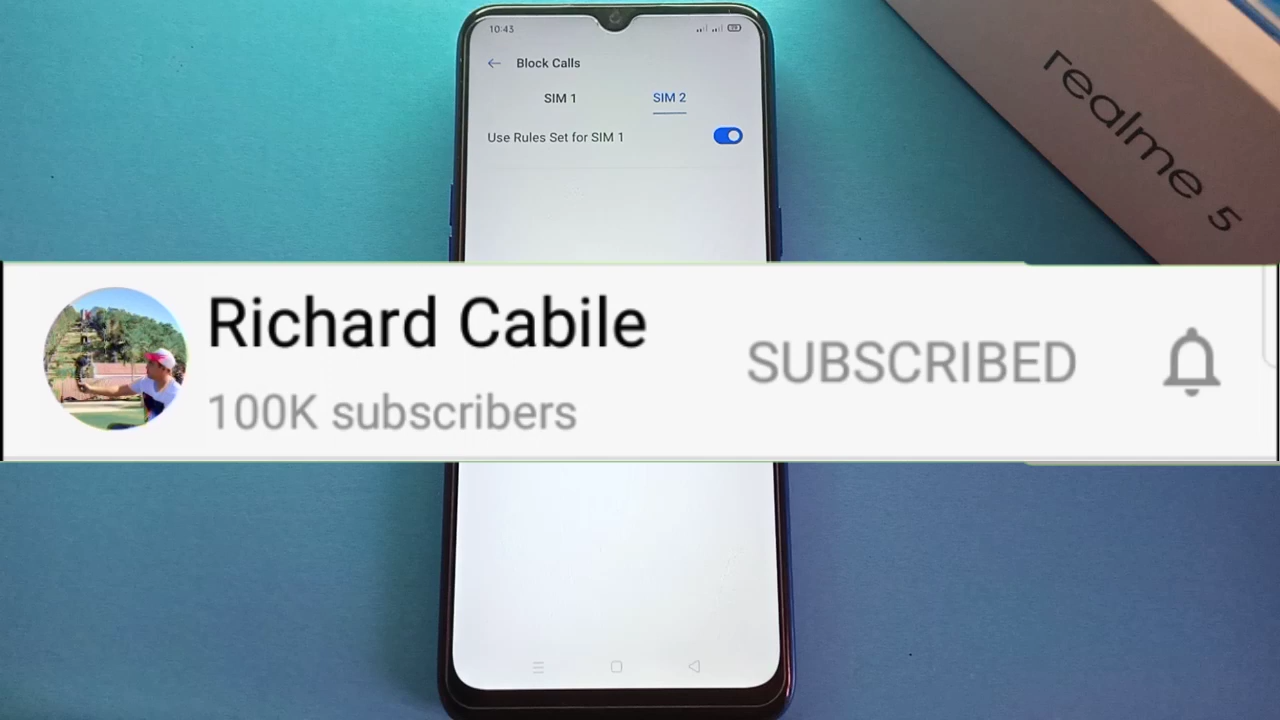 10:43
Block Calls
SIM 1
SIM 2
Use Rules Set for SIM 1
realme 5
Richard Cabile
100K subscribers
SUBSCRIBED